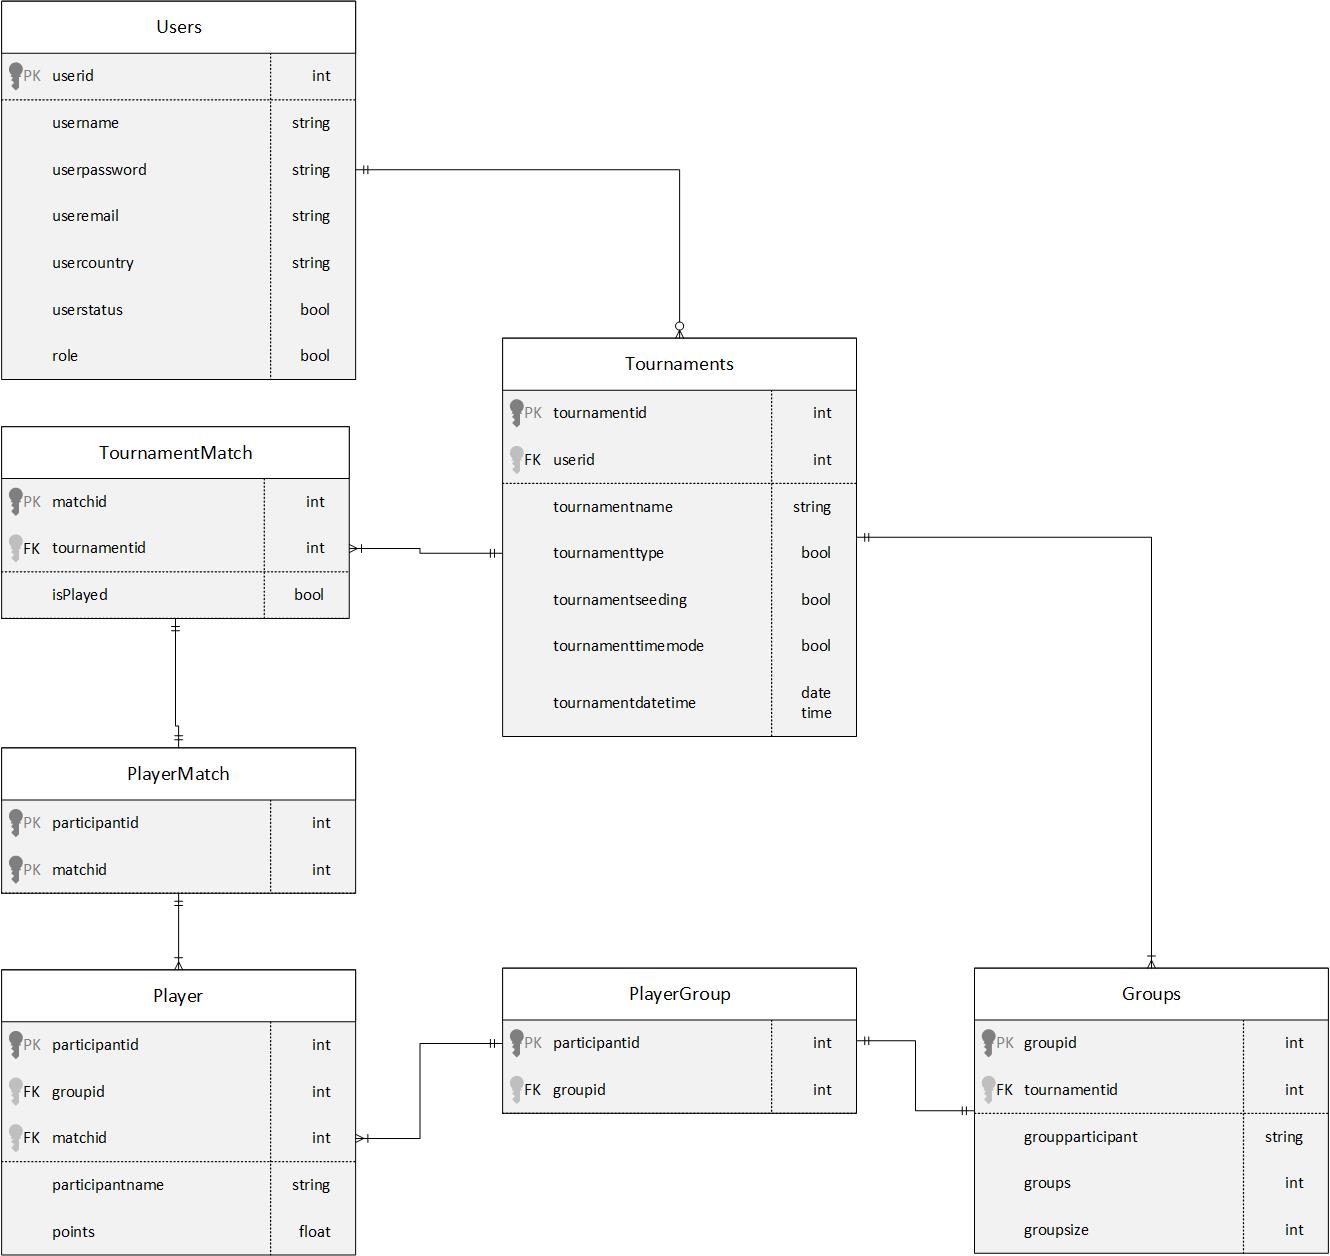 Users
PK userid int
username string
userpassword string
useremail string
usercountry string
userstatus bool
role bool
Tournaments
PK tournamentid int
FK userid int
tournamentname string
tournamenttype bool
tournamentseeding bool
tournamenttimemode bool
tournamentdatetime date
time
TournamentMatch
PK matchid int
FK tournamentid int
isPlayed bool
PlayerMatch
PK participantid int
PK matchid int
Player
PK participantid int
FK groupid int
FK matchid int
participantname string
points float
PlayerGroup
PK participantid int
FK groupid int
Groups
PK groupid int
FK tournamentid int
groupparticipant string
groups int
groupsize int